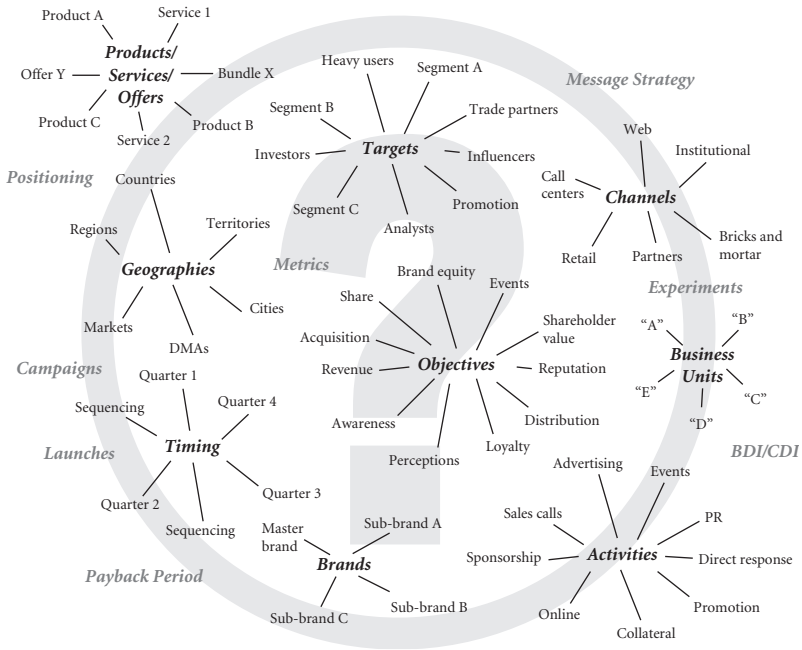 Product A
Service 1
Products/
Services/
Offers
Offer Y
Bundle X
Product C
Product B
Service 2
Heavy users
Segment A
Segment B
Trade partners
Targets
Investors
Influencers
Segment C
Promotion
Analysts
Message Strategy
Web
Institutional
Call
centers
Channels
Retail
Partners
Bricks and
mortar
Positioning
Countries
Regions
Territories
Geographies
Cities
Markets
DMAs
Metrics
Brand equity
Events
Share
Shareholder
value
Acquisition
Objectives
Revenue
Reputation
Awareness
Distribution
Loyalty
Perceptions
Experiments
“A”
“B”
Business
Units
“E”
“C”
“D”
BDI/CDI
Campaigns
Quarter 1
Sequencing
Quarter 4
Timing
Launches
Quarter 2
Quarter 3
Sequencing
Payback Period
Master
brand
Sub-brand A
Brands
Sub-brand C
Sub-brand B
Advertising
Events
Sales calls
PR
Sponsorship
Activities
Direct response
Online
Promotion
Collateral